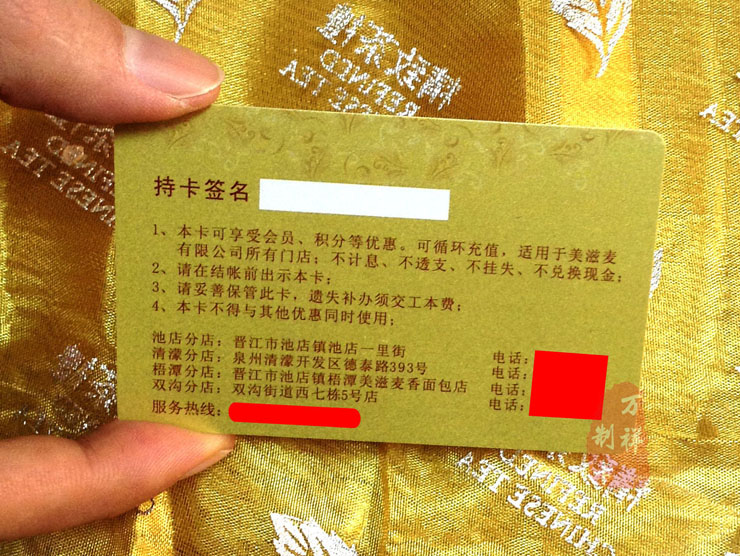 持卡签名
1、本卡可享受会员、积分等优惠。可循环充值，适用于美滋麦
有限公司所有门店；不计息、不透支、不挂失、不兑换现金；
2、请在结帐前出示本卡；
3、请妥善保管此卡，遗失补办须交工本费；
4、本卡不得与其他优惠同时使用；
池店分店：晋江市池店镇池店一里街 电话：
清濛分店：泉州清濛开发区德泰路393号 电话：
梧潭分店：晋江市池店镇梧潭美滋麦香面包店 电话：
双沟分店：双沟街道西七栋5号店 电话：
服务热线：
万祥
制
REFINED
CHINESE TEA